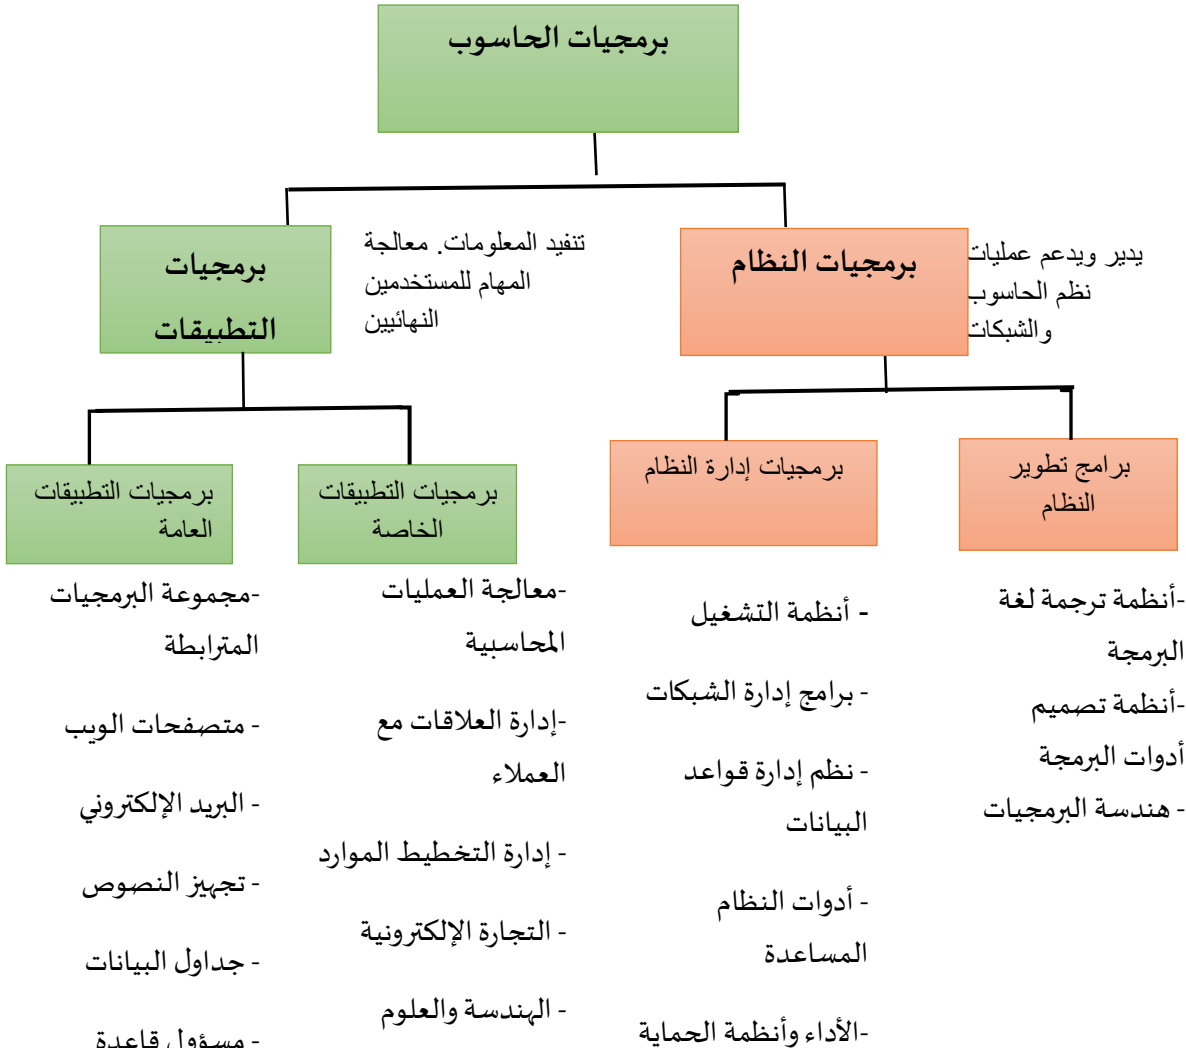 برمجيات الحاسوب
يدير ويدعم عمليات
نظم الحاسوب
والشبكات
برمجيات النظام
تنفيد المعلومات. معالجة
المهام للمستخدمين
النهائيين
برمجيات
التطبيقات
برامج تطوير
النظام
برمجيات إدارة النظام
برمجيات التطبيقات
الخاصة
برمجيات التطبيقات
العامة
-أنظمة ترجمة لغة
البرمجة
-أنظمة تصميم
أدوات البرمجة
- هندسة البرمجيات
- أنظمة التشغيل
- برامج إدارة الشبكات
- نظم إدارة قواعد
البيانات
- أدوات النظام
المساعدة
-الأداء وأنظمة الحماية
-معالجة العمليات
المحاسبية
-إدارة العلاقات مع
العملاء
- إدارة التخطيط الموارد
- التجارة الإلكترونية
- الهندسة والعلوم
-مجموعة البرمجيات
المترابطة
- متصفحات الويب
- البريد الإلكتروني
- تجهيز النصوص
- جداول البيانات
- مسؤول قاعدة